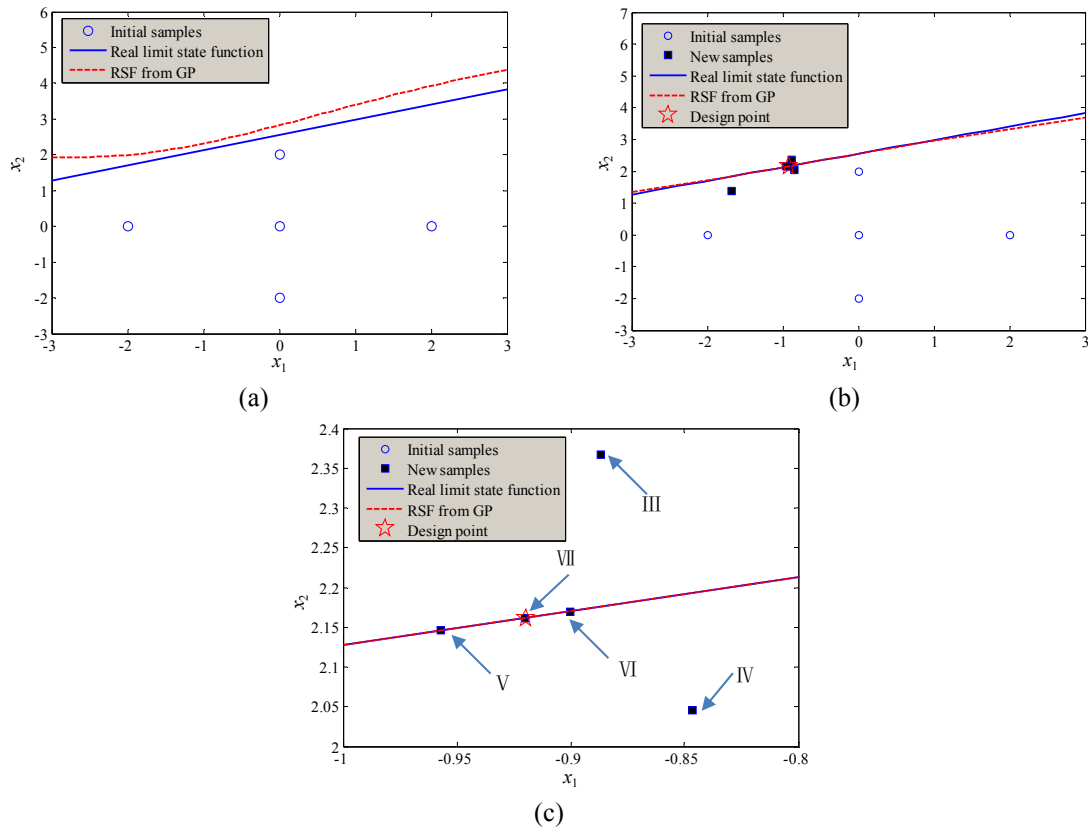 Initial samples
Real limit state function
RSF from GP
6
5
4
3
2
1
0
-1
-2
-3
x2
-3
-2
-1
0
1
2
3
x1
(a)
Initial samples
New samples
Real limit state function
RSF from GP
Design point
7
6
5
4
3
2
1
0
-1
-2
-3
x2
-3
-2
-1
0
1
2
3
x1
(b)
Initial samples
New samples
Real limit state function
RSF from GP
Design point
2.4
2.35
2.3
2.25
2.2
2.15
2.1
2.05
2
x2
III
VII
V
VI
IV
-1
-0.95
-0.9
-0.85
-0.8
x1
(c)